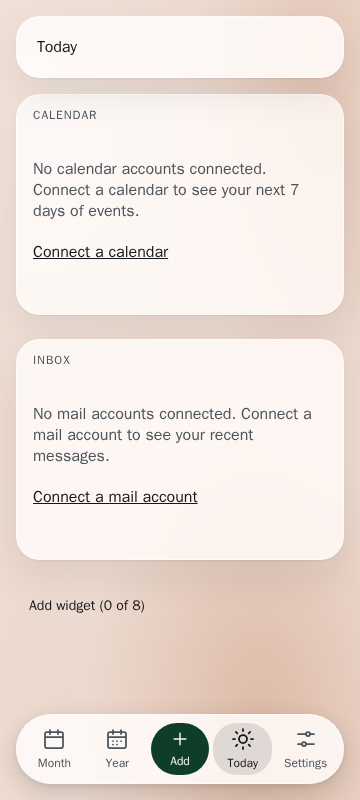 Today
CALENDAR
No calendar accounts connected.
Connect a calendar to see your next 7
days of events.
Connect a calendar
INBOX
No mail accounts connected. Connect a
mail account to see your recent
messages.
Connect a mail account
Add widget (0 of 8)
Month
Year
Add
Today
Settings